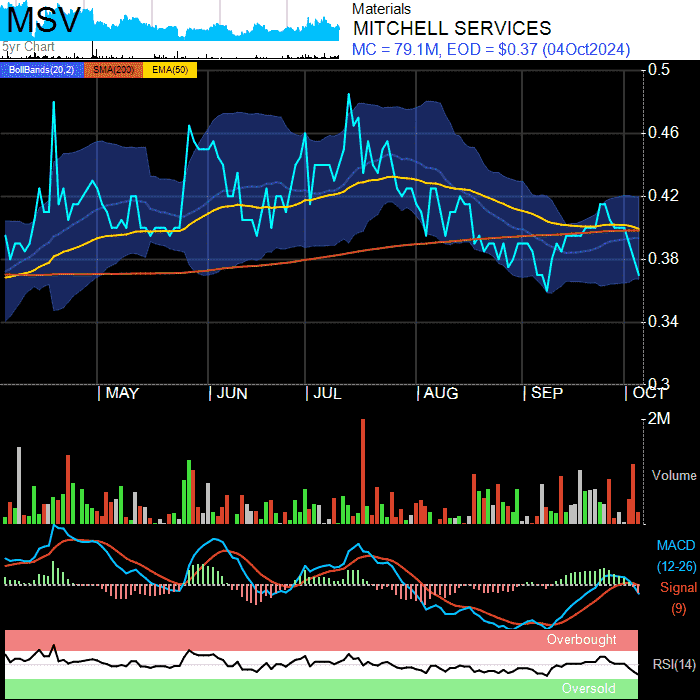 MSV
5yr Chart
Materials
MITCHELL SERVICES
MC = 79.1M, EOD = $0.37 (04Oct2024)
BollBands(20,2) SMA(200) EMA(50)
0.5
0.46
0.42
0.38
0.34
0.3
MAY JUN JUL AUG SEP OCT
2M
Volume
MACD
(12-26)
Signal
(9)
Overbought
RSI(14)
Oversold